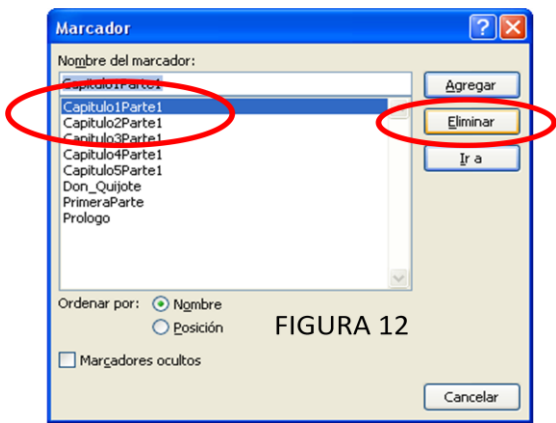 Marcador
Nombre del marcador:
Capitulo1Parte1
Agregar
Capitulo1Parte1
Capitulo2Parte1
Capitulo3Parte1
Capitulo4Parte1
Capitulo5Parte1
Don_Quijote
PrimeraParte
Prologo
Eliminar
Ir a
Ordenar por:
Nombre
Posición
FIGURA 12
Marcadores ocultos
Cancelar